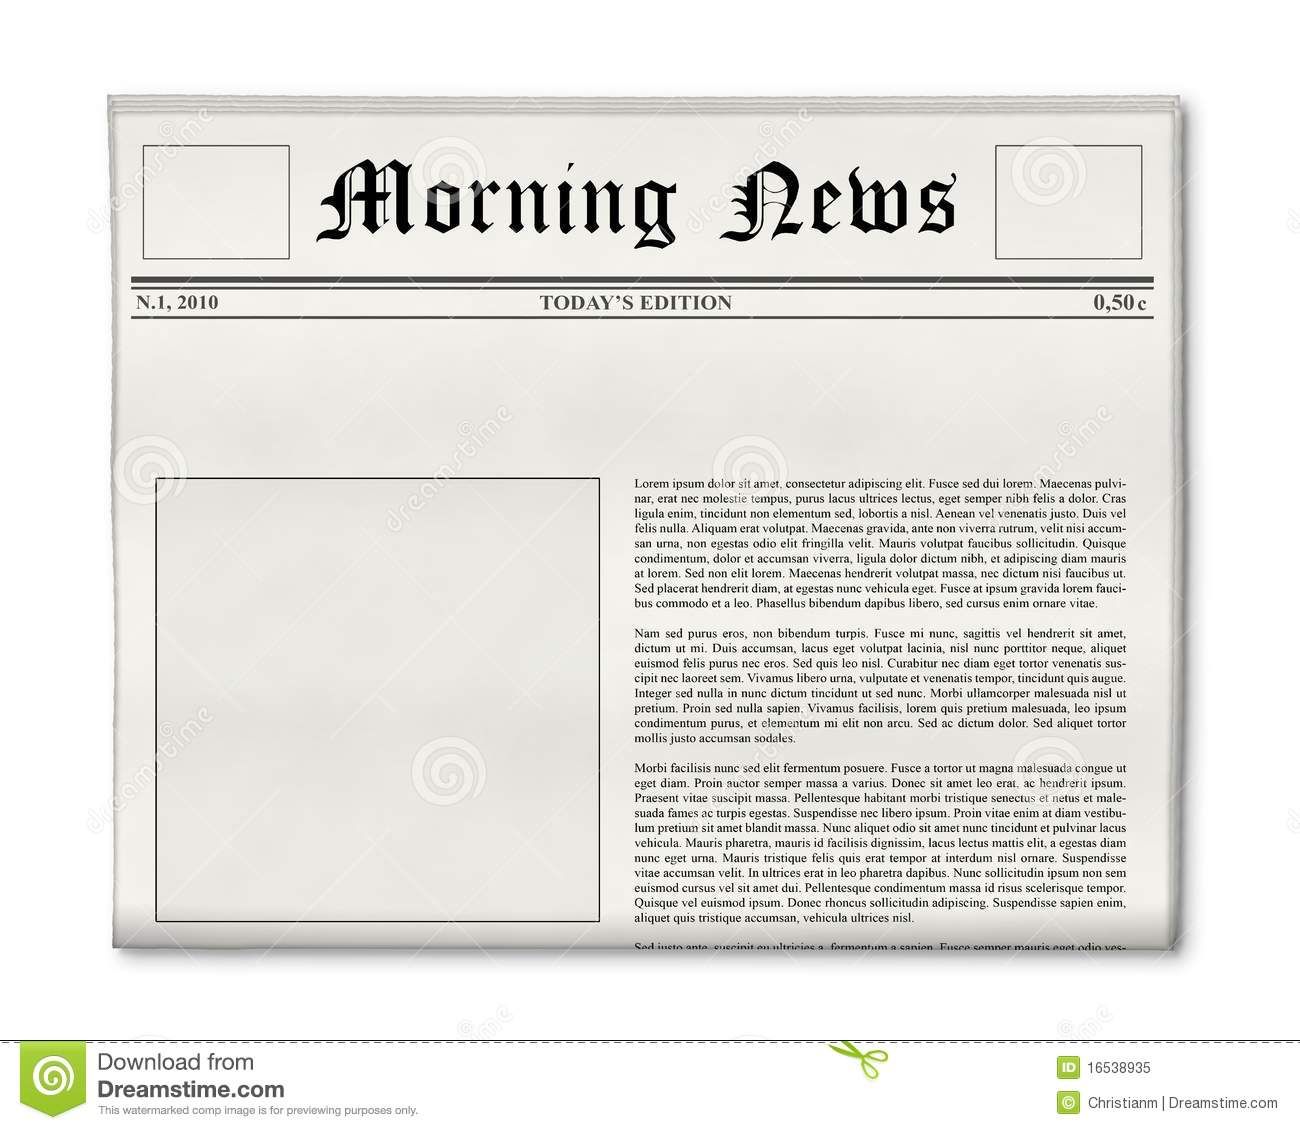 Morning News
N.1, 2010 TODAY'S EDITION 0,50 c
Lorem ipsum dolor sit amet, consectetur adipiscing elit. Fusce sed dui lorem. Maecenas pulvi-
nar, erat nec molestie tempus, purus lacus ultrices lectus, eget semper nibh felis a dolor. Cras
ligula enim, tincidunt non elementum sed, lobortis a nisl. Aenean vel venenatis justo. Duis vel
felis nulla. Aliquam erat volutpat. Maecenas gravida, ante non viverra rutrum, velit nisi accum-
san urna, non egestas odio elit fringilla velit. Mauris volutpat faucibus sollicitudin. Quisque
condimentum, dolor et accumsan viverra, ligula dolor dictum nibh, et adipiscing diam mauris
at lorem. Sed non elit lorem. Maecenas hendrerit volutpat massa, nec dictum nisi faucibus ut.
Sed placerat hendrerit diam, at egestas nunc vehicula eget. Fusce at ipsum gravida lorem fauci-
bus commodo et a leo. Phasellus bibendum dapibus libero, sed cursus enim ornare vitae.
Nam sed purus eros, non bibendum turpis. Fusce mi nunc, sagittis vel hendrerit sit amet,
dictum ut mi. Duis accumsan, lacus eget volutpat lacinia, nisl nunc porttitor neque, aliquet
euismod felis purus nec eros. Sed quis leo nisl. Curabitur nec diam eget tortor venenatis sus-
cipit nec laoreet sem. Vivamus libero urna, vulputate et venenatis tempor, tincidunt quis augue.
Integer sed nulla in nunc dictum tincidunt ut sed nunc. Morbi ullamcorper malesuada nisl ut
pretium. Proin sed nulla sapien. Vivamus facilisis, lorem quis pretium malesuada, leo ipsum
condimentum purus, et elementum mi elit non arcu. Sed ac dictum dolor. Sed aliquet tortor
mollis justo accumsan sodales.
Morbi facilisis nunc sed elit fermentum posuere. Fusce a tortor ut magna malesuada congue ut
eget diam. Proin auctor semper massa a varius. Donec sit amet leo erat, ac hendrerit ipsum.
Praesent vitae suscipit massa. Pellentesque habitant morbi tristique senectus et netus et male-
suada fames ac turpis egestas. Suspendisse nec libero ipsum. Proin vitae enim at diam vestibu-
lum pretium sit amet blandit massa. Nunc aliquet odio sit amet nunc tincidunt et pulvinar lacus
vehicula. Mauris pharetra, mauris id facilisis dignissim, lacus lectus mattis elit, a egestas diam
nunc eget urna. Mauris tristique felis quis erat tempor at interdum nisl ornare. Suspendisse
vitae accumsan velit. In ultrices erat in leo pharetra dapibus. Nunc sollicitudin ipsum non sem
euismod cursus vel sit amet dui. Pellentesque condimentum massa id risus scelerisque tempor.
Quisque vel euismod ipsum. Donec rhoncus sollicitudin adipiscing. Suspendisse sapien enim,
aliquet quis tristique accumsan, vehicula ultrices nisl.
Sed justo ante, suscipit eu ultricies a, fermentum a sapien. Fusce semper mauris eget odio ves-
Download from
Dreamstime.com
This watermarked comp image is for previewing purposes only.
ID 16538935
© Christianm | Dreamstime.com